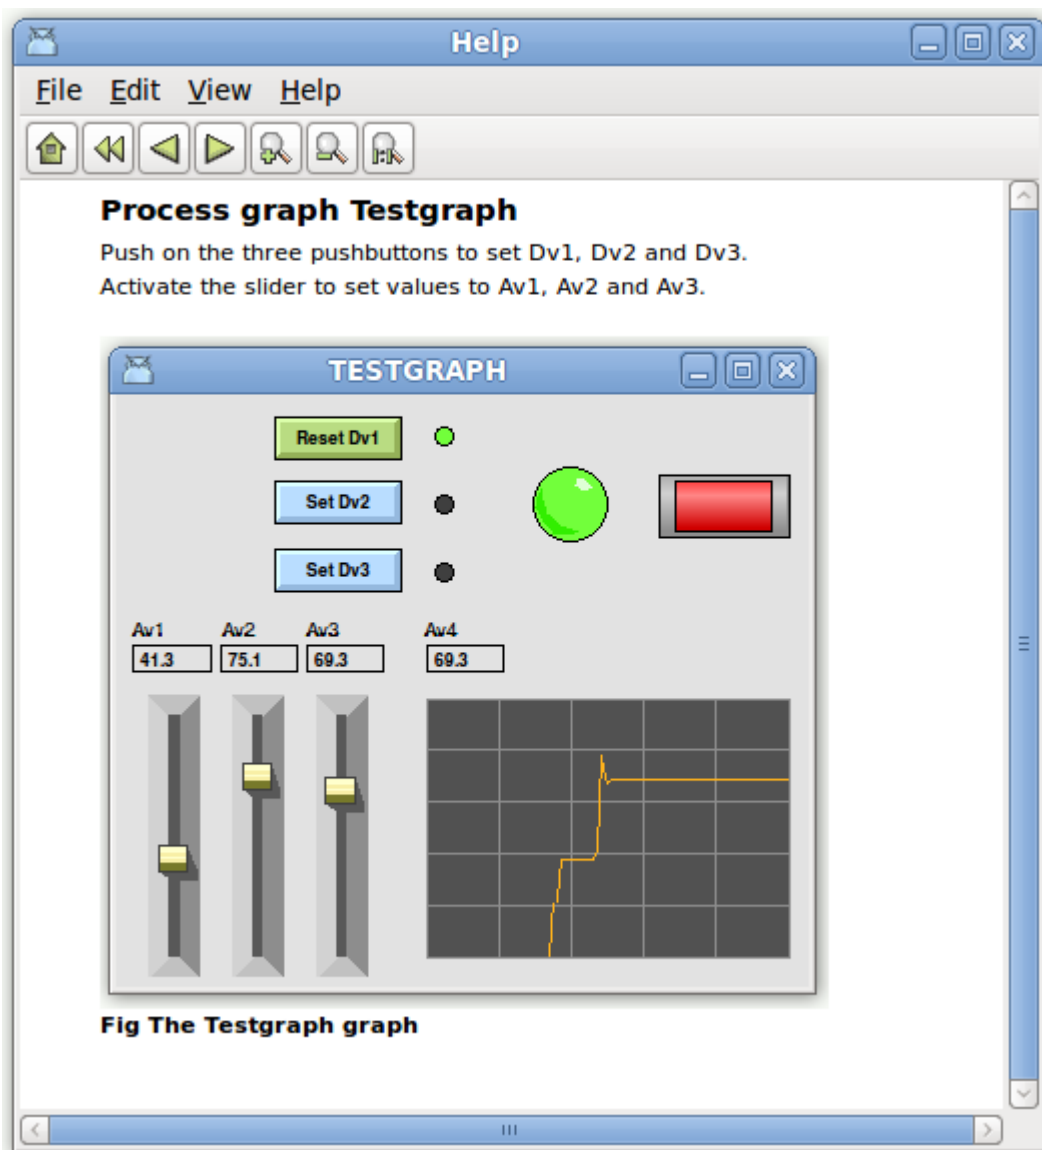 Help
File Edit View Help
Process graph Testgraph
Push on the three pushbuttons to set Dv1, Dv2 and Dv3.
Activate the slider to set values to Av1, Av2 and Av3.
TESTGRAPH
Reset Dv1
Set Dv2
Set Dv3
Av1 Av2 Av3 Av4
41.3 75.1 69.3 69.3
Fig The Testgraph graph